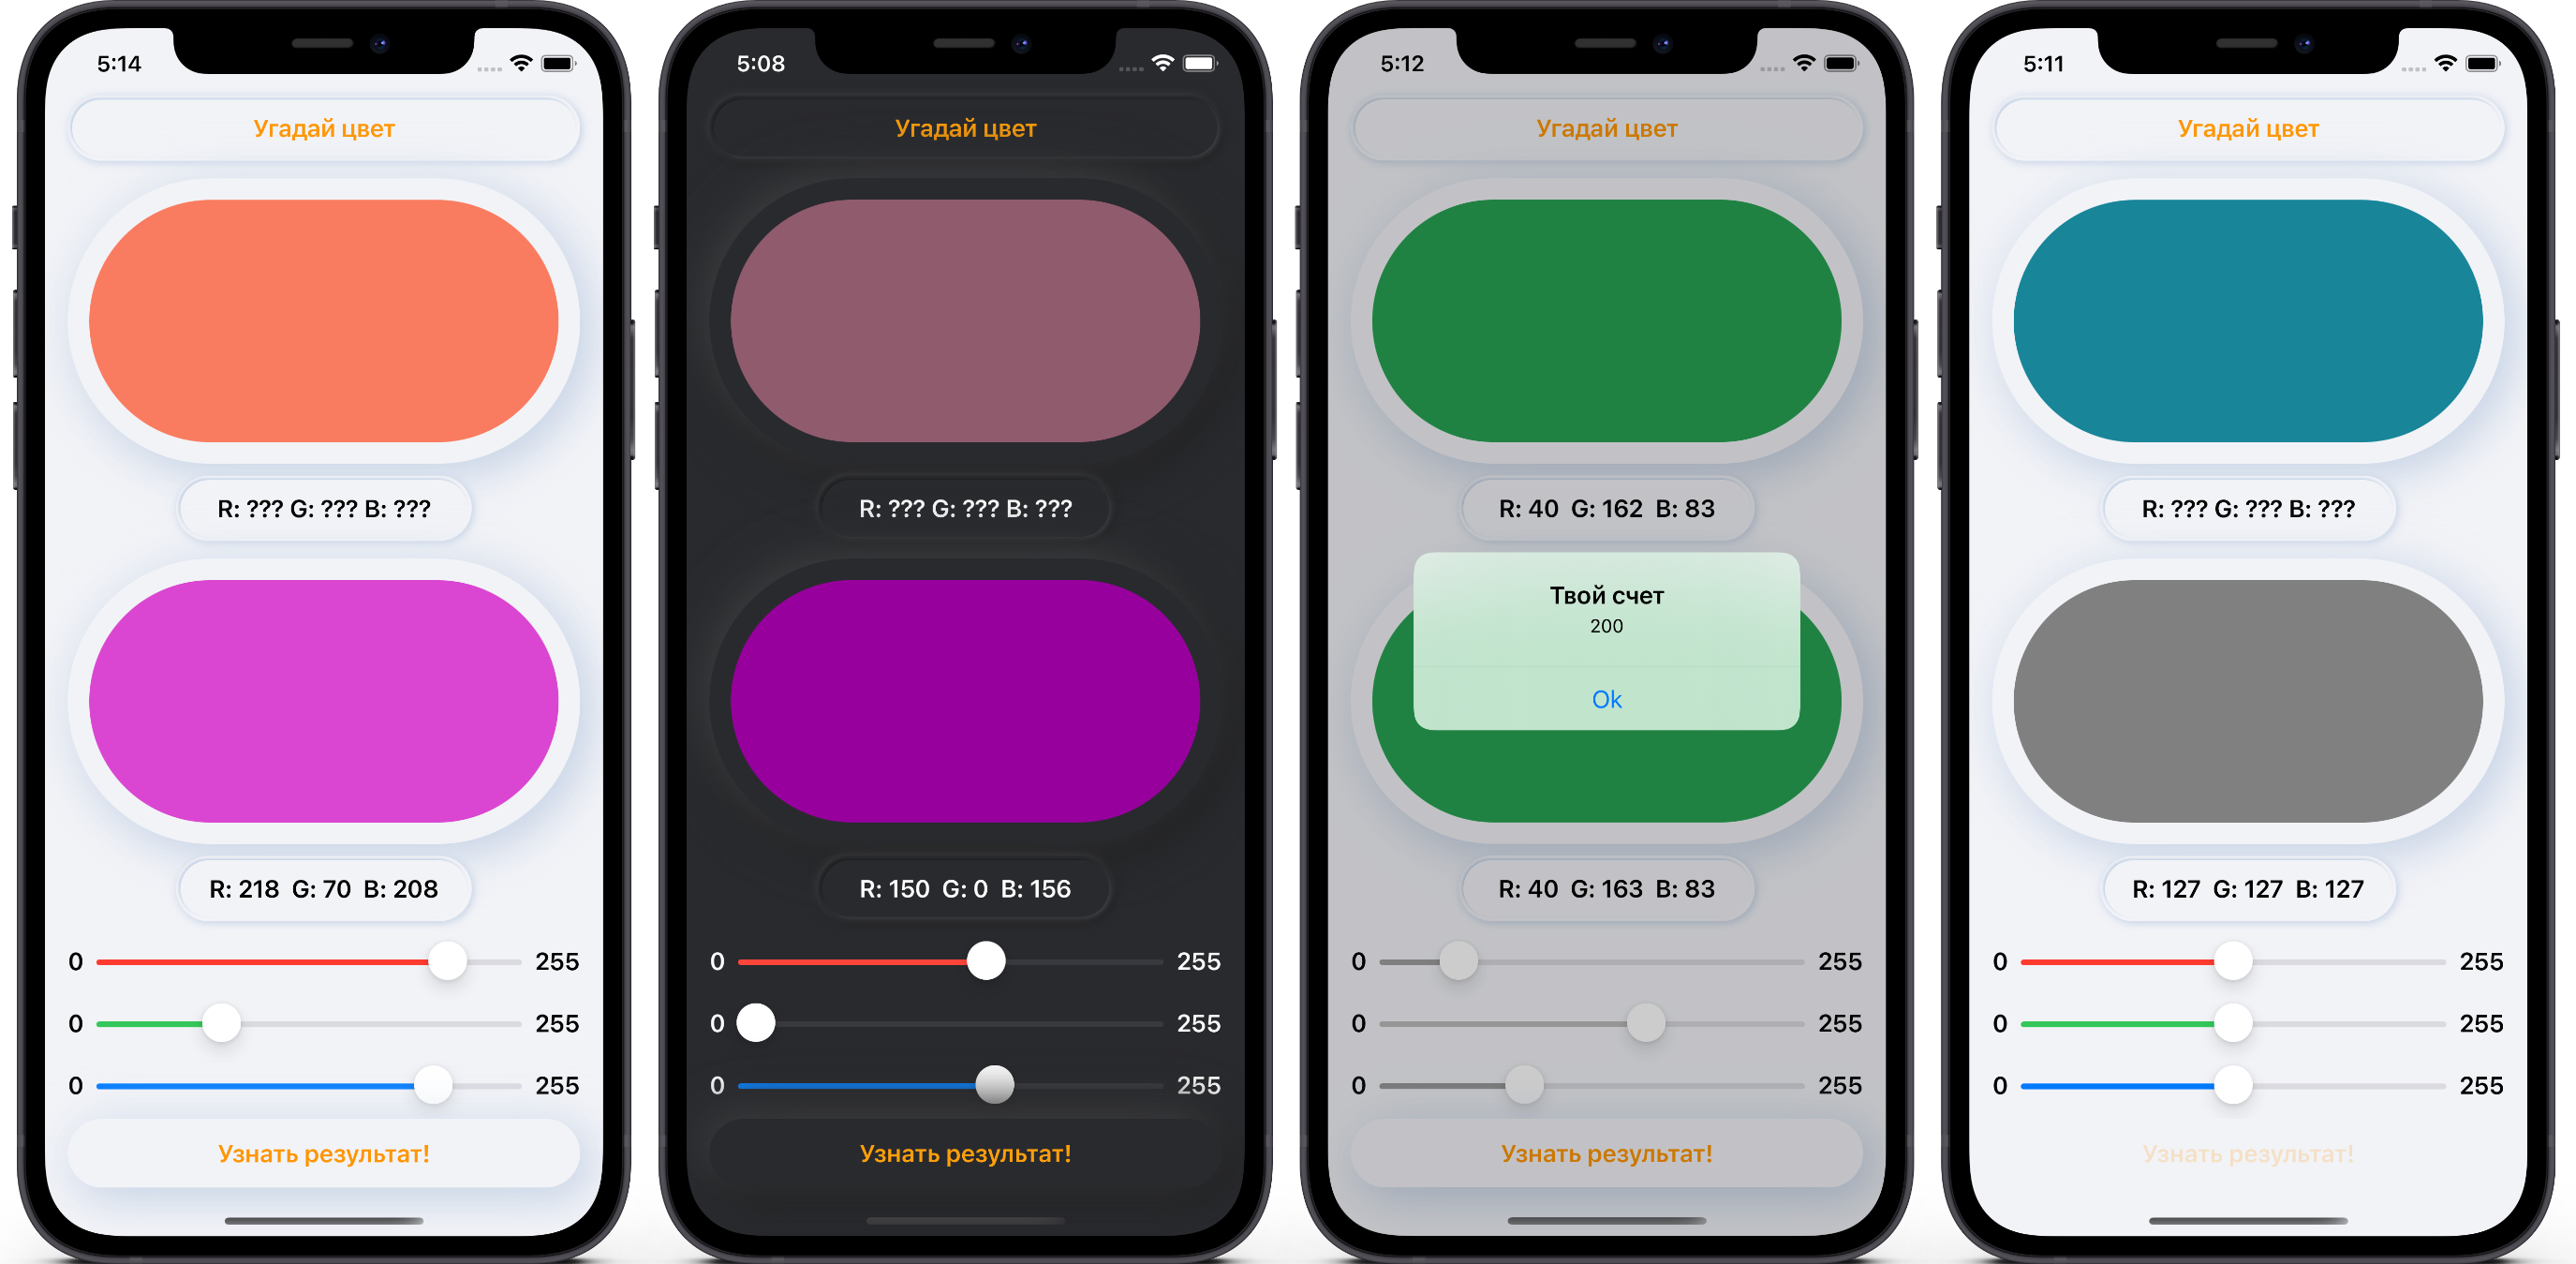 5:14
Угадай цвет
R: ??? G: ??? B: ???
R: 218 G: 70 B: 208
0 255
0 255
0 255
Узнать результат!
5:08
Угадай цвет
R: ??? G: ??? B: ???
R: 150 G: 0 B: 156
0 255
0 255
0 255
Узнать результат!
5:12
Угадай цвет
R: 40 G: 162 B: 83
Твой счет
200
Ok
R: 40 G: 163 B: 83
0 255
0 255
0 255
Узнать результат!
5:11
Угадай цвет
R: ??? G: ??? B: ???
R: 127 G: 127 B: 127
0 255
0 255
0 255
Узнать результат!